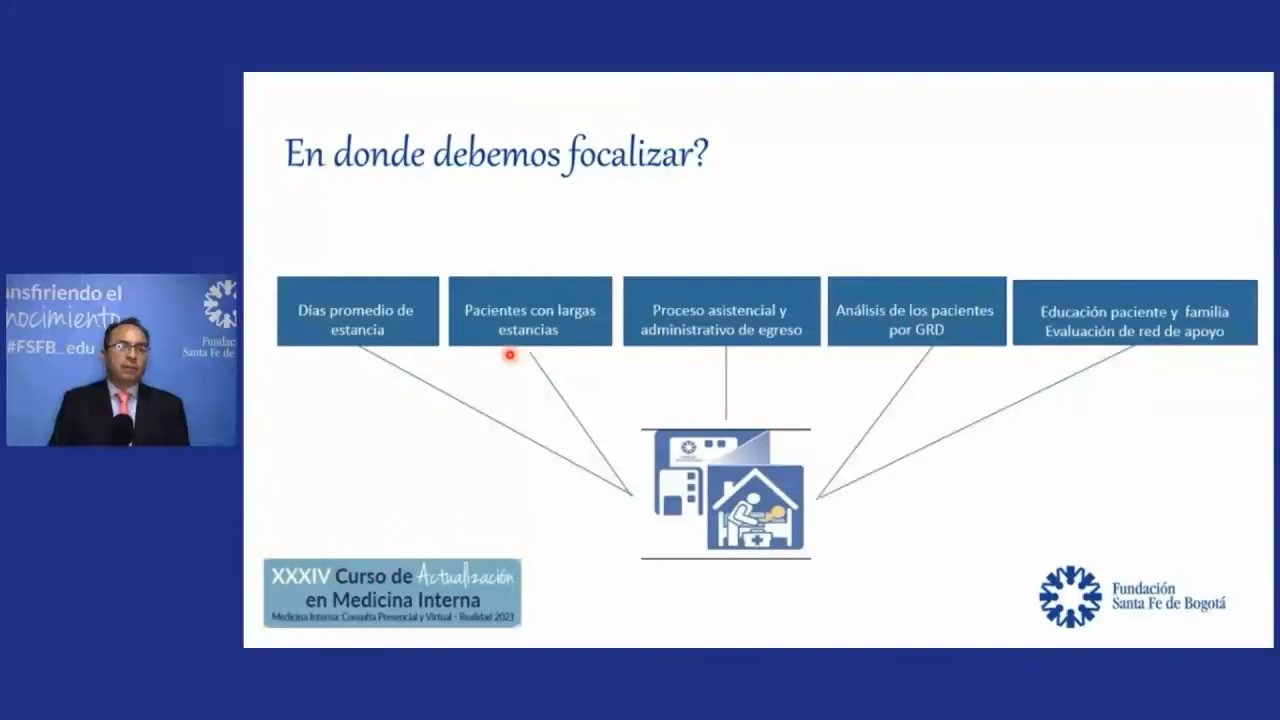 En donde debemos focalizar?
Días promedio de
estancia
Pacientes con largas
estancias
Proceso asistencial y
administrativo de egreso
Análisis de los pacientes
por GRD
Educación paciente y familia
Evaluación de red de apoyo
ansfiriendo el
nocimiento
#FSFB_edu
Fundac
Santa Fe de
XXXIV Curso de Actualización
en Medicina Interna
Medicina Interna: Consulta Presencial y Virtual - Realidad 2021
Fundación
Santa Fe de Bogotá